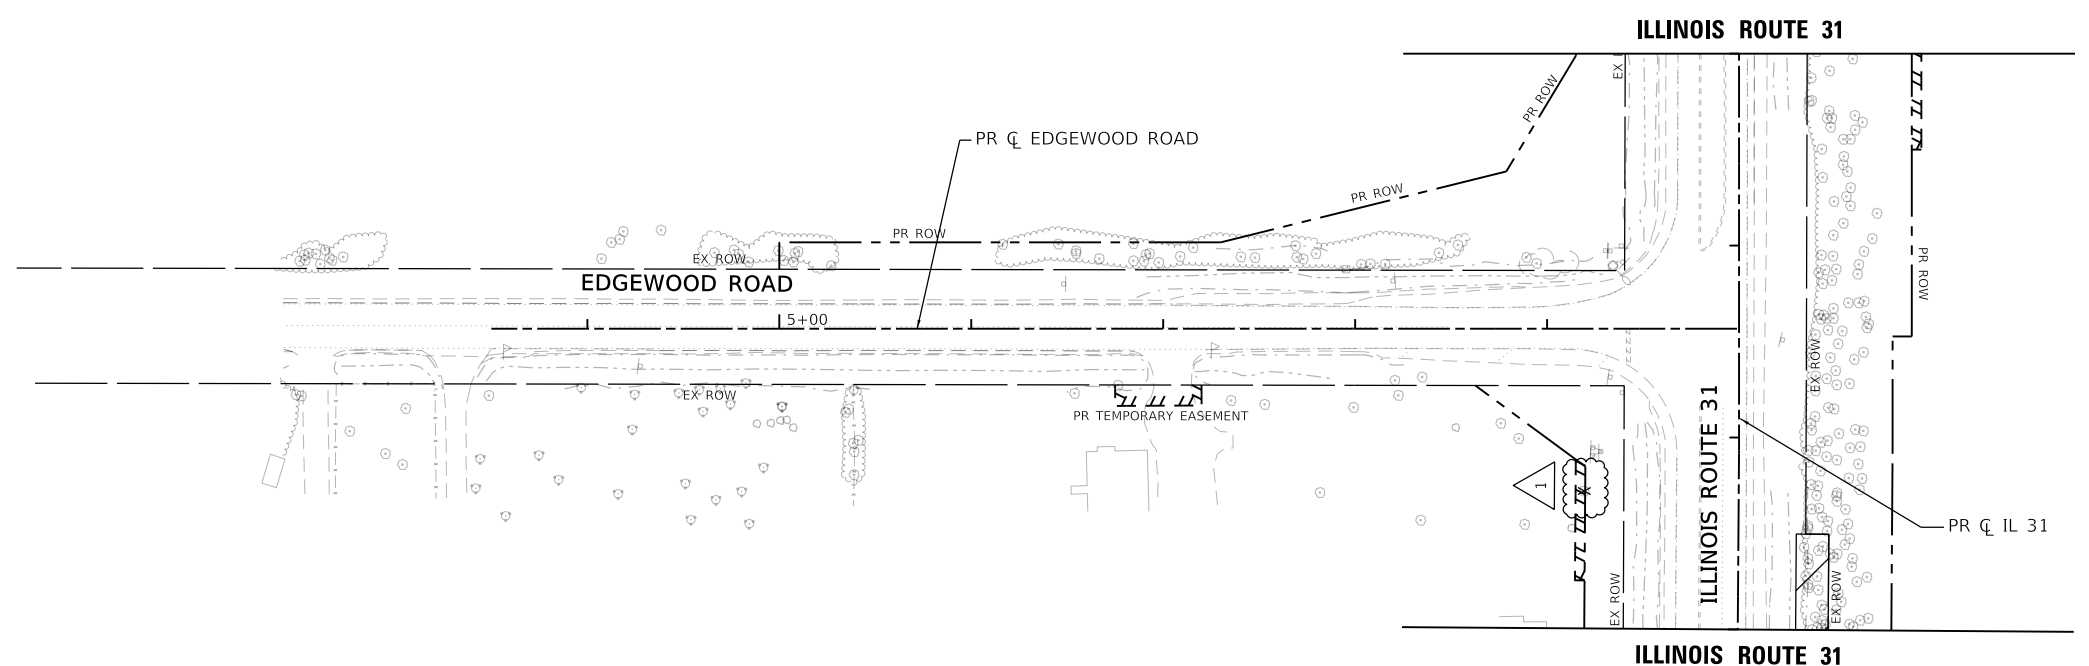 ILLINOIS ROUTE 31
EX
PR ROW
PR ℄ EDGEWOOD ROAD
PR ROW
PR ROW
EX ROW
PR ROW
EDGEWOOD ROAD
5+00
EX ROW
EX ROW
PR TEMPORARY EASEMENT
1
ILLINOIS ROUTE 31
PR ℄ IL 31
EX ROW
EX ROW
ILLINOIS ROUTE 31